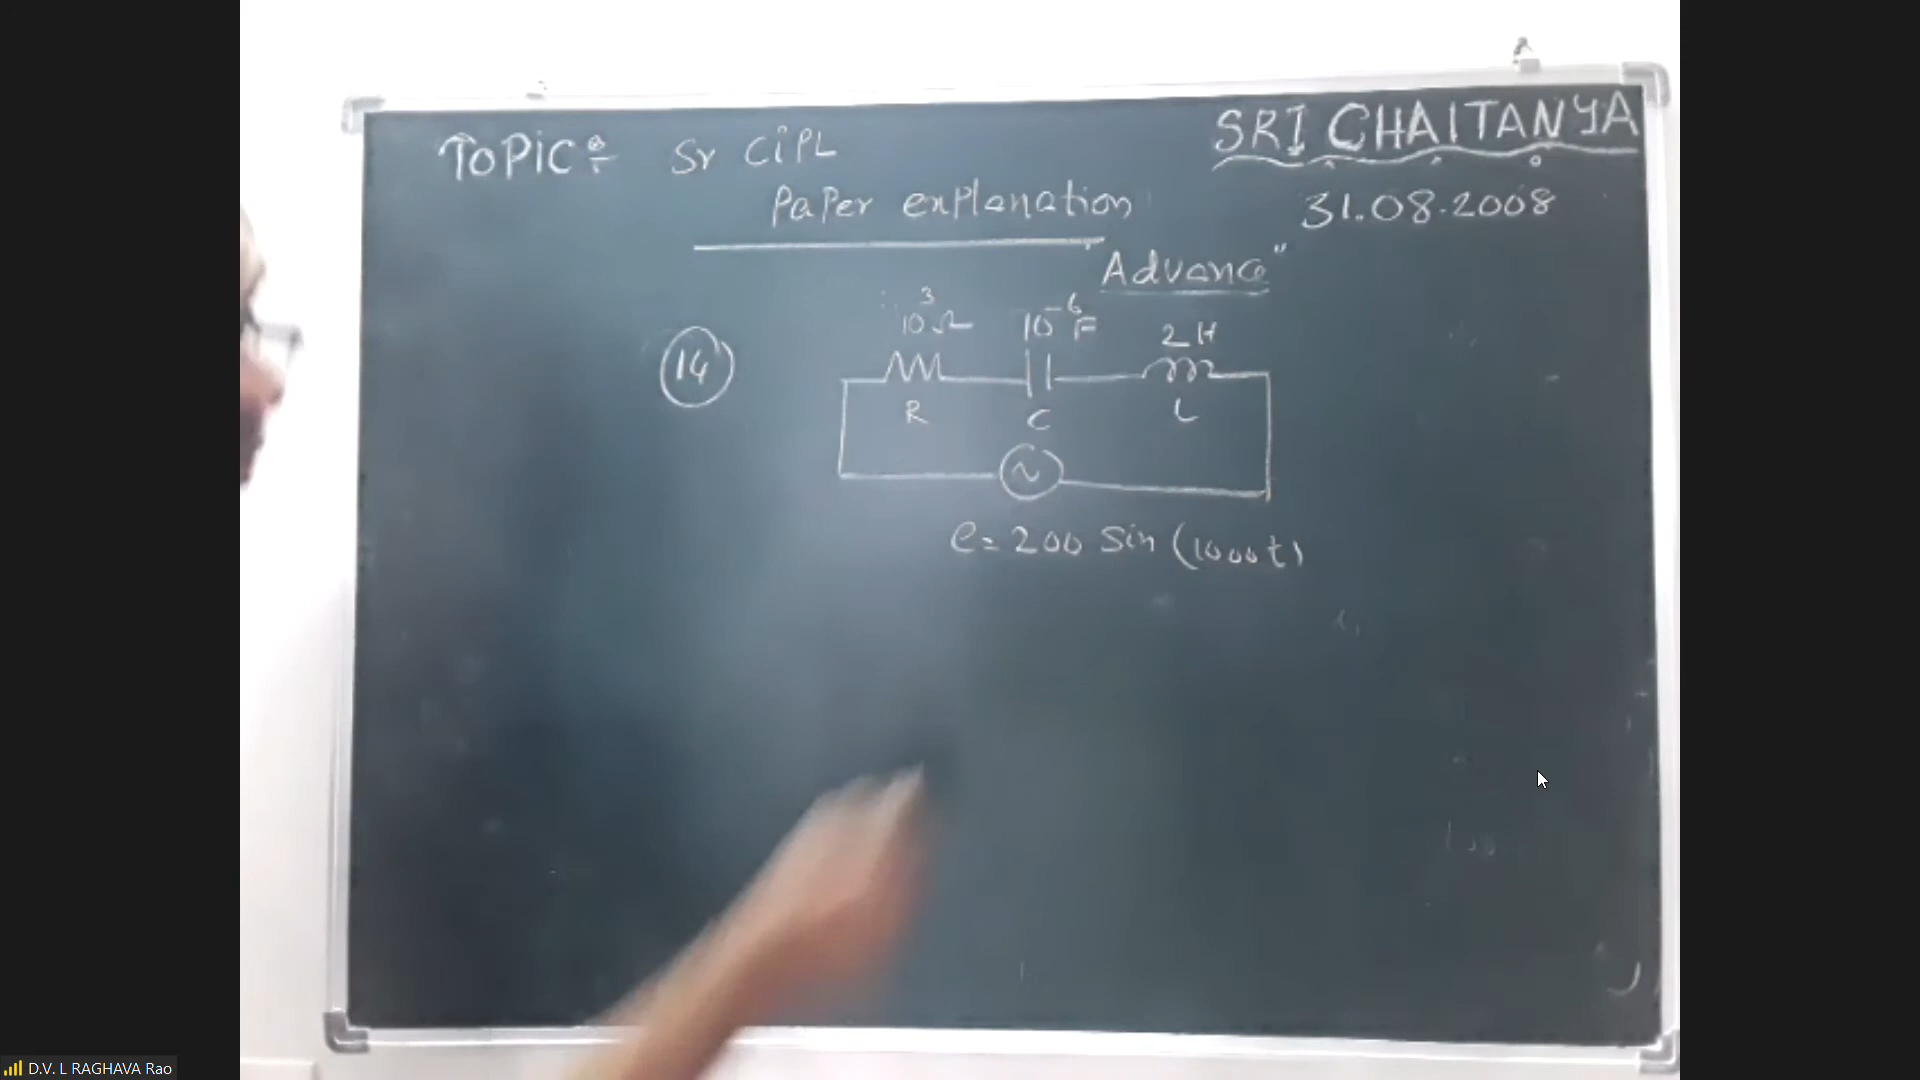 SRI CHAITANYA
TOPIC:- Sr CiPL
Paper explanation
31.08.2008
"Advance"
14
10³Ω 10⁻⁶F 2H
R C L
~
e= 200 Sin (1000t)
D.V. L RAGHAVA Rao